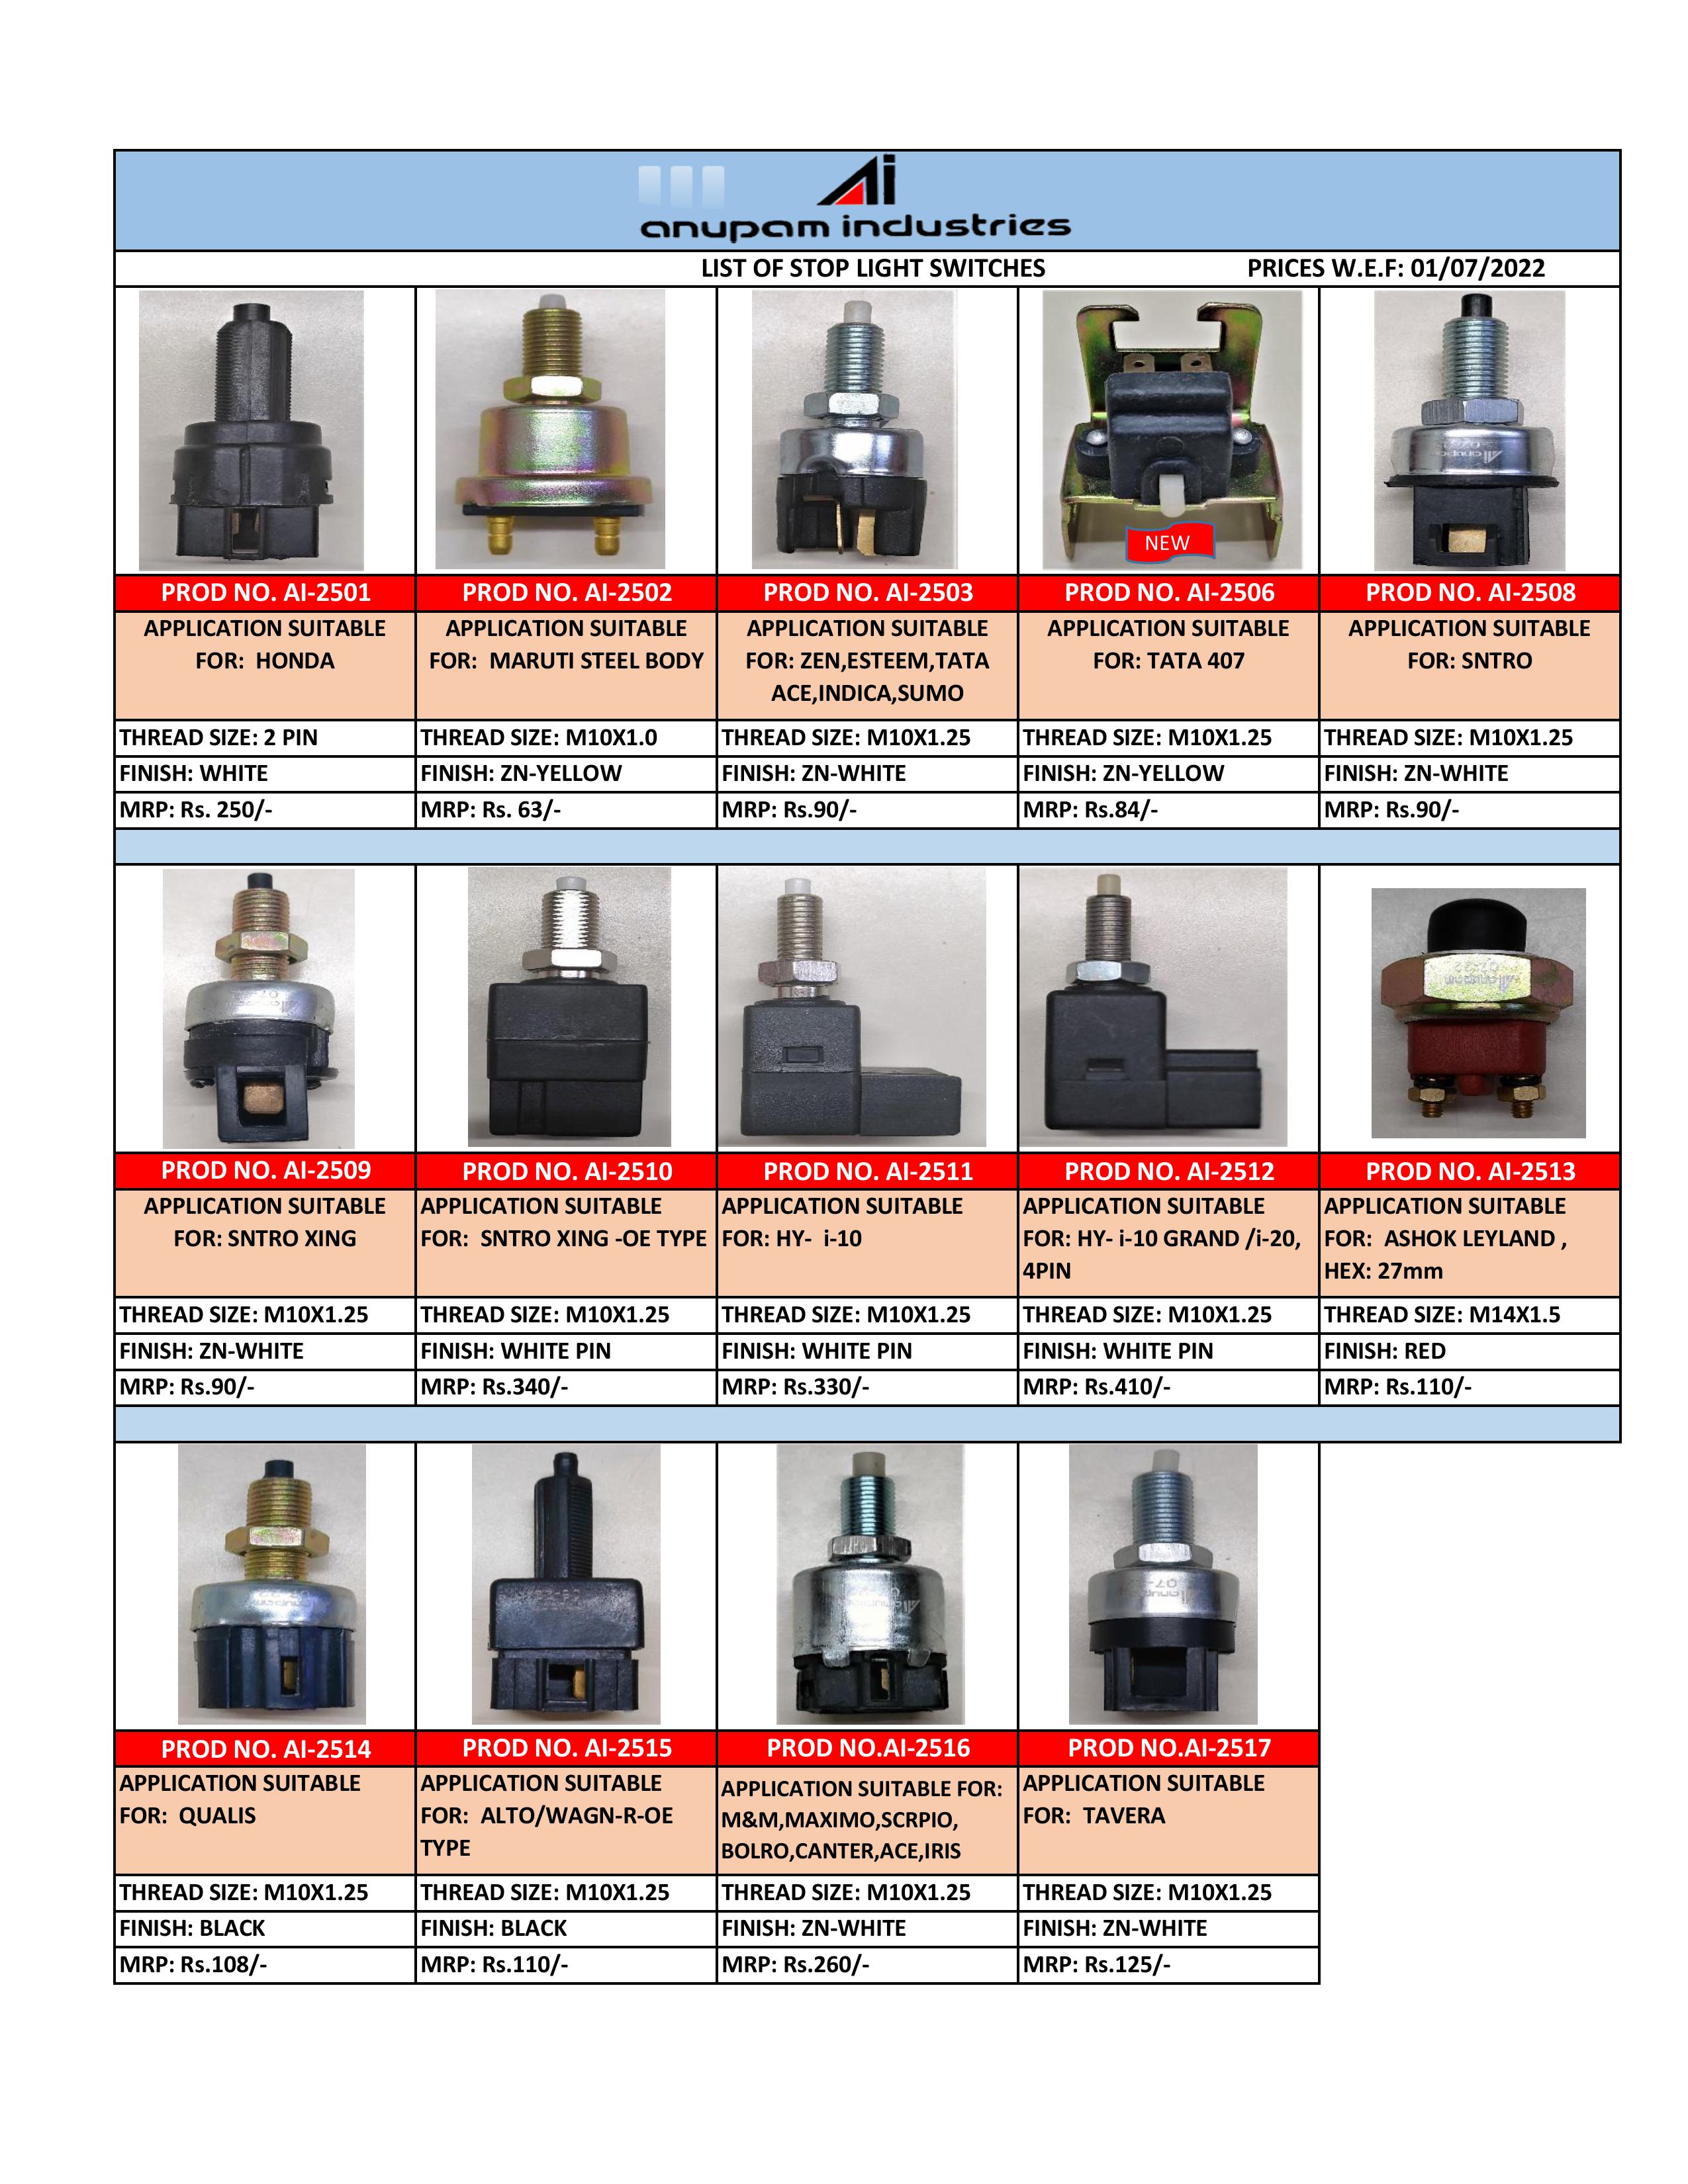 Ai
anupam industries
LIST OF STOP LIGHT SWITCHES PRICES W.E.F: 01/07/2022
NEW
PROD NO. AI-2501 PROD NO. AI-2502 PROD NO. AI-2503 PROD NO. AI-2506 PROD NO. AI-2508
APPLICATION SUITABLE APPLICATION SUITABLE APPLICATION SUITABLE APPLICATION SUITABLE APPLICATION SUITABLE
FOR: HONDA FOR: MARUTI STEEL BODY FOR: ZEN,ESTEEM,TATA FOR: TATA 407 FOR: SNTRO
ACE,INDICA,SUMO
THREAD SIZE: 2 PIN THREAD SIZE: M10X1.0 THREAD SIZE: M10X1.25 THREAD SIZE: M10X1.25 THREAD SIZE: M10X1.25
FINISH: WHITE FINISH: ZN-YELLOW FINISH: ZN-WHITE FINISH: ZN-YELLOW FINISH: ZN-WHITE
MRP: Rs. 250/- MRP: Rs. 63/- MRP: Rs.90/- MRP: Rs.84/- MRP: Rs.90/-
PROD NO. AI-2509 PROD NO. AI-2510 PROD NO. AI-2511 PROD NO. AI-2512 PROD NO. AI-2513
APPLICATION SUITABLE APPLICATION SUITABLE APPLICATION SUITABLE APPLICATION SUITABLE APPLICATION SUITABLE
FOR: SNTRO XING FOR: SNTRO XING -OE TYPE FOR: HY- i-10 FOR: HY- i-10 GRAND /i-20, FOR: ASHOK LEYLAND ,
4PIN HEX: 27mm
THREAD SIZE: M10X1.25 THREAD SIZE: M10X1.25 THREAD SIZE: M10X1.25 THREAD SIZE: M10X1.25 THREAD SIZE: M14X1.5
FINISH: ZN-WHITE FINISH: WHITE PIN FINISH: WHITE PIN FINISH: WHITE PIN FINISH: RED
MRP: Rs.90/- MRP: Rs.340/- MRP: Rs.330/- MRP: Rs.410/- MRP: Rs.110/-
PROD NO. AI-2514 PROD NO. AI-2515 PROD NO.AI-2516 PROD NO.AI-2517
APPLICATION SUITABLE APPLICATION SUITABLE APPLICATION SUITABLE FOR: APPLICATION SUITABLE
FOR: QUALIS FOR: ALTO/WAGN-R-OE M&M,MAXIMO,SCRPIO, FOR: TAVERA
TYPE BOLRO,CANTER,ACE,IRIS
THREAD SIZE: M10X1.25 THREAD SIZE: M10X1.25 THREAD SIZE: M10X1.25 THREAD SIZE: M10X1.25
FINISH: BLACK FINISH: BLACK FINISH: ZN-WHITE FINISH: ZN-WHITE
MRP: Rs.108/- MRP: Rs.110/- MRP: Rs.260/- MRP: Rs.125/-